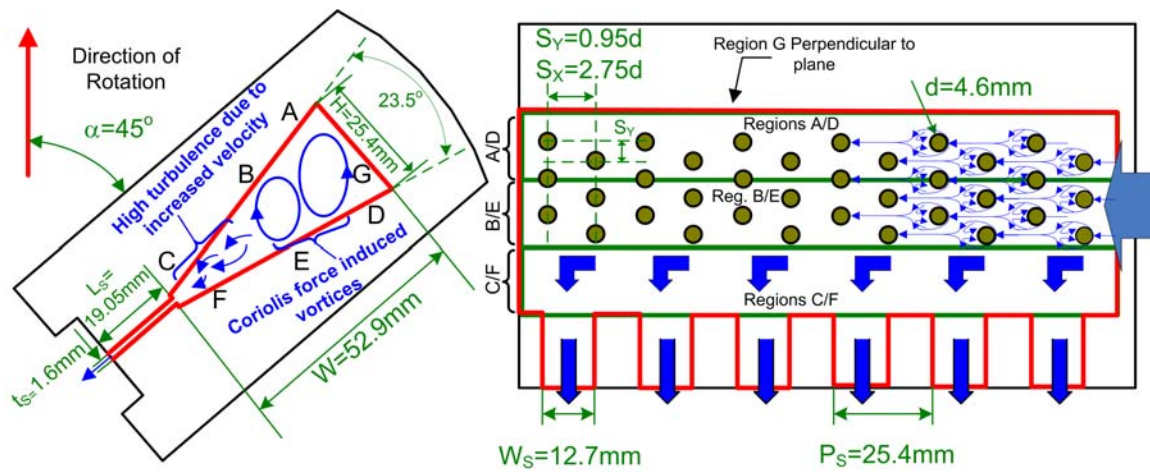 Direction of
Rotation
α=45°
High turbulence due to
increased velocity
A
B
C
G
D
E
F
H=25.4mm
23.5°
Coriolis force induced
vortices
L_S=
19.05mm
t_S=1.6mm
W=52.9mm
S_Y=0.95d
S_X=2.75d
Region G Perpendicular to
plane
d=4.6mm
S_Y
A/D
Regions A/D
B/E
Reg. B/E
C/F
Regions C/F
W_S=12.7mm
P_S=25.4mm